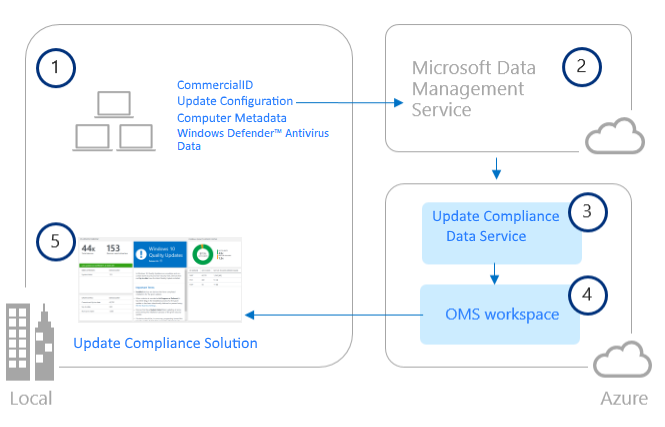 1
CommercialID
Update Configuration
Computer Metadata
Windows Defender™ Antivirus
Data
2
Microsoft Data
Management
Service
3
Update Compliance
Data Service
4
OMS workspace
5
44K
153
Windows 10
Quality Updates
Update Compliance Solution
Local
Azure